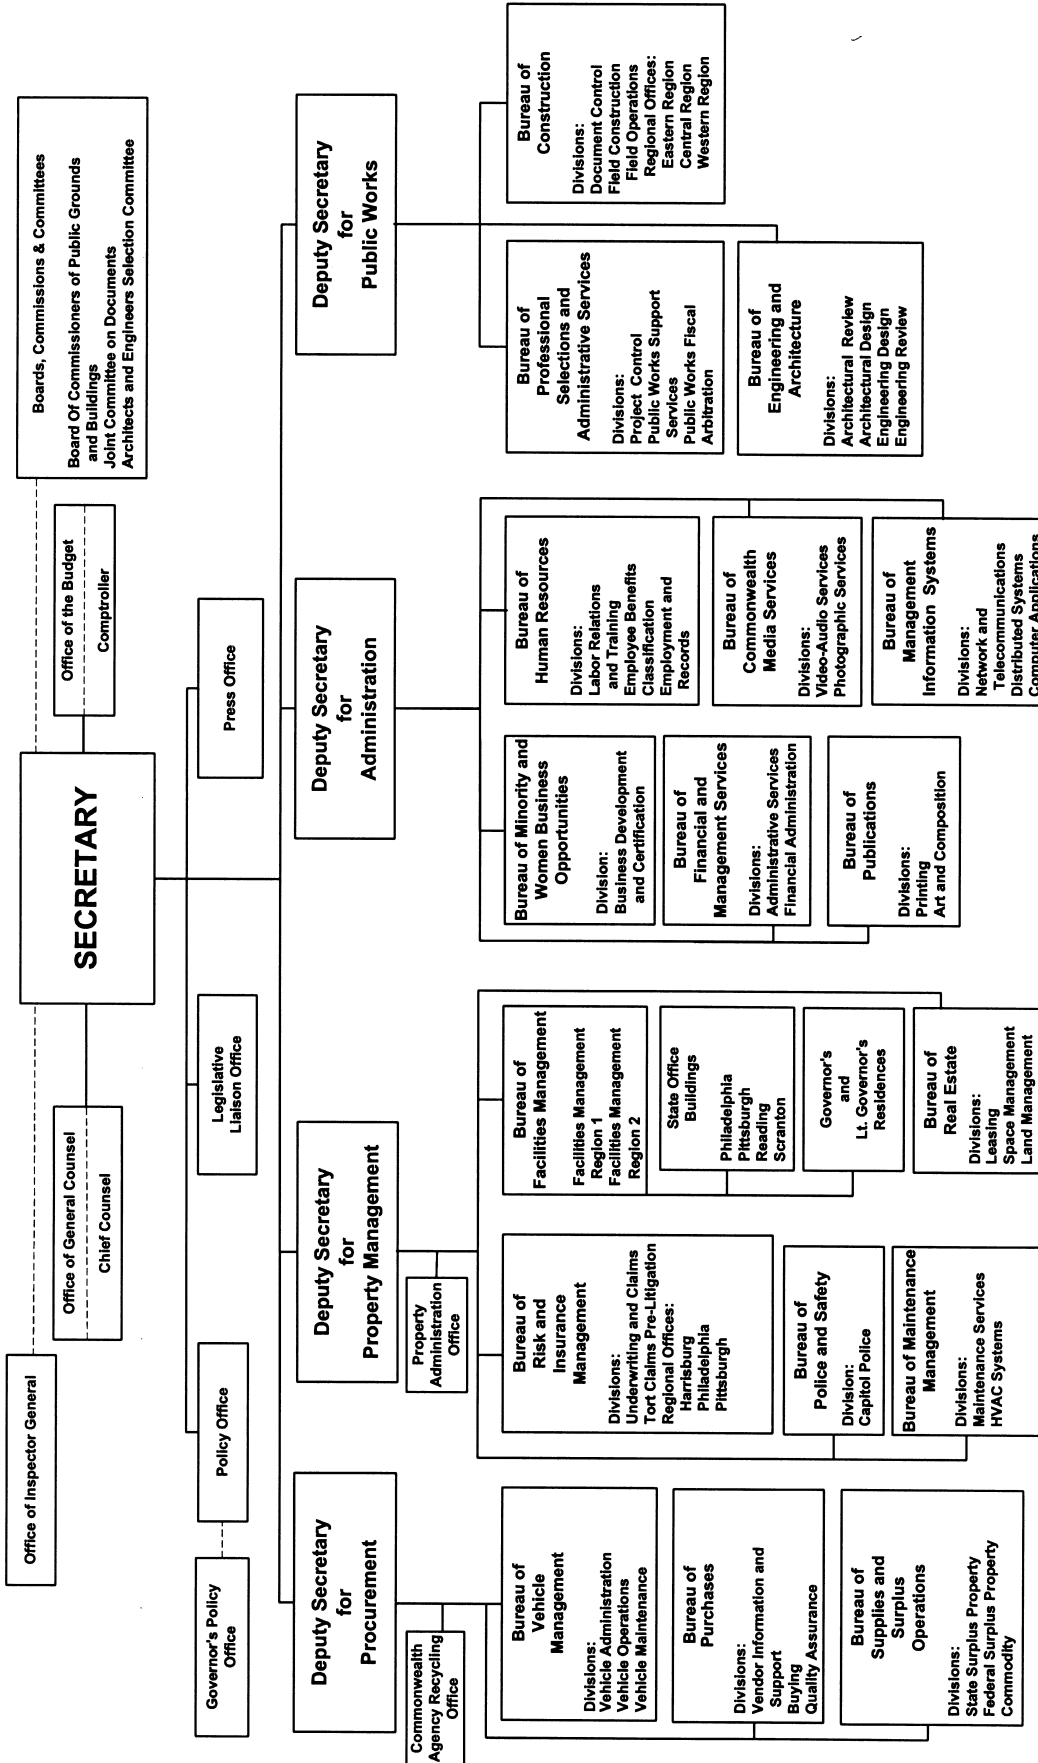 Office of Inspector General
SECRETARY
Boards, Commissions & Committees
Board Of Commissioners of Public Grounds
and Buildings
Joint Committee on Documents
Architects and Engineers Selection Committee
Office of General Counsel
Chief Counsel
Office of the Budget
Comptroller
Governor's Policy
Office
Policy Office
Legislative
Liaison Office
Press Office
Deputy Secretary
for
Procurement
Deputy Secretary
for
Property Management
Deputy Secretary
for
Administration
Deputy Secretary
for
Public Works
Commonwealth
Agency Recycling
Office
Property
Administration
Office
Bureau of
Vehicle
Management
Divisions:
Vehicle Administration
Vehicle Operations
Vehicle Maintenance
Bureau of
Purchases
Divisions:
Vendor Information and
Support
Buying
Quality Assurance
Bureau of
Supplies and
Surplus
Operations
Divisions:
State Surplus Property
Federal Surplus Property
Commodity
Bureau of
Risk and
Insurance
Management
Divisions:
Underwriting and Claims
Tort Claims Pre-Litigation
Regional Offices:
Harrisburg
Philadelphia
Pittsburgh
Bureau of
Police and Safety
Division:
Capitol Police
Bureau of Maintenance
Management
Divisions:
Maintenance Services
HVAC Systems
Bureau of
Facilities Management
Facilities Management
Region 1
Facilities Management
Region 2
State Office
Buildings
Philadelphia
Pittsburgh
Reading
Scranton
Governor's
and
Lt. Governor's
Residences
Bureau of
Real Estate
Divisions:
Leasing
Space Management
Land Management
Bureau of Minority and
Women Business
Opportunities
Division:
Business Development
and Certification
Bureau of
Financial and
Management Services
Divisions:
Administrative Services
Financial Administration
Bureau of
Publications
Divisions:
Printing
Art and Composition
Bureau of
Human Resources
Divisions:
Labor Relations
and Training
Employee Benefits
Classification
Employment and
Records
Bureau of
Commonwealth
Media Services
Divisions:
Video-Audio Services
Photographic Services
Bureau of
Management
Information Systems
Divisions:
Network and
Telecommunications
Distributed Systems
Computer Applications
Bureau of
Professional
Selections and
Administrative Services
Divisions:
Project Control
Public Works Support
Services
Public Works Fiscal
Arbitration
Bureau of
Engineering and
Architecture
Divisions:
Architectural Review
Architectural Design
Engineering Design
Engineering Review
Bureau of
Construction
Divisions:
Document Control
Field Construction
Field Operations
Regional Offices:
Eastern Region
Central Region
Western Region